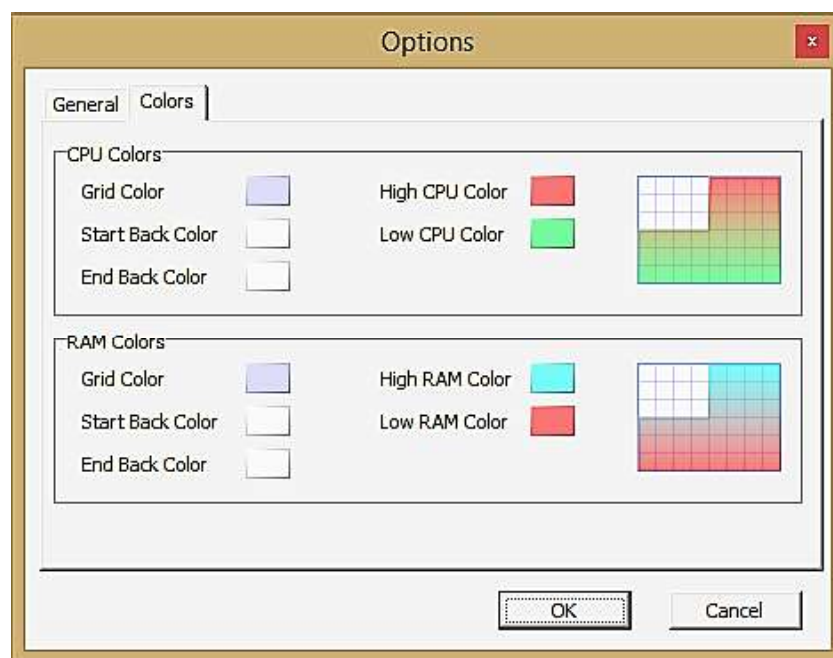 Options
General Colors
CPU Colors
Grid Color High CPU Color
Start Back Color Low CPU Color
End Back Color
RAM Colors
Grid Color High RAM Color
Start Back Color Low RAM Color
End Back Color
OK Cancel